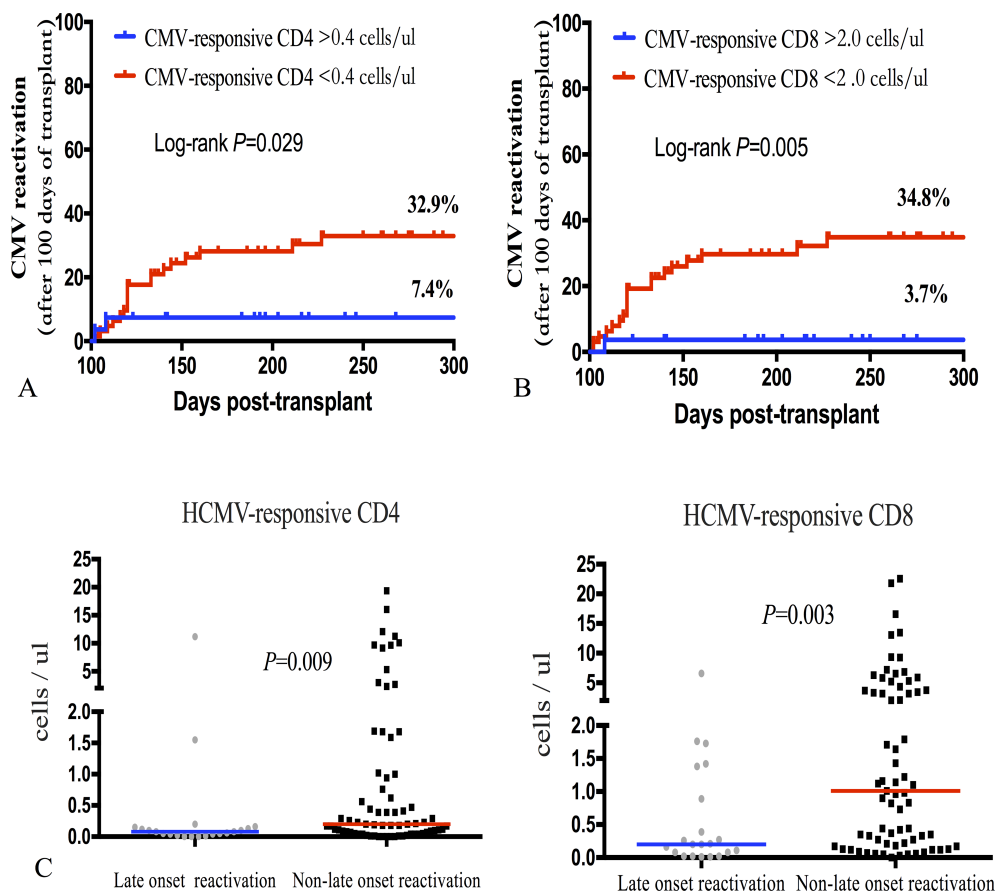 CMV reactivation
(after 100 days of transplant)
100
80
60
40
20
0
CMV-responsive CD4 >0.4 cells/ul
CMV-responsive CD4 <0.4 cells/ul
Log-rank P=0.029
32.9%
7.4%
100 150 200 250 300
Days post-transplant
A
CMV reactivation
(after 100 days of transplant)
100
80
60
40
20
0
CMV-responsive CD8 >2.0 cells/ul
CMV-responsive CD8 <2 .0 cells/ul
Log-rank P=0.005
34.8%
3.7%
100 150 200 250 300
Days post-transplant
B
HCMV-responsive CD4
cells / ul
25
20
15
10
5
2.0
1.5
1.0
0.5
0.0
P=0.009
Late onset reactivation Non-late onset reactivation
C
HCMV-responsive CD8
cells / ul
25
20
15
10
5
2.0
1.5
1.0
0.5
0.0
P=0.003
Late onset reactivation Non-late onset reactivation